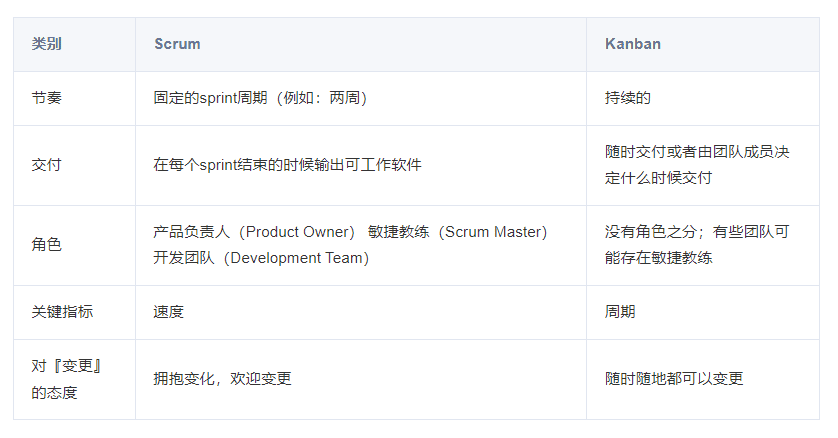 类别 Scrum Kanban
节奏 固定的sprint周期（例如：两周） 持续的
交付 在每个sprint结束的时候输出可工作软件 随时交付或者由团队成员决
定什么时候交付
角色 产品负责人（Product Owner） 敏捷教练（Scrum Master）
开发团队（Development Team）
没有角色之分；有些团队可
能存在敏捷教练
关键指标 速度 周期
对『变更』
的态度
拥抱变化，欢迎变更 随时随地都可以变更